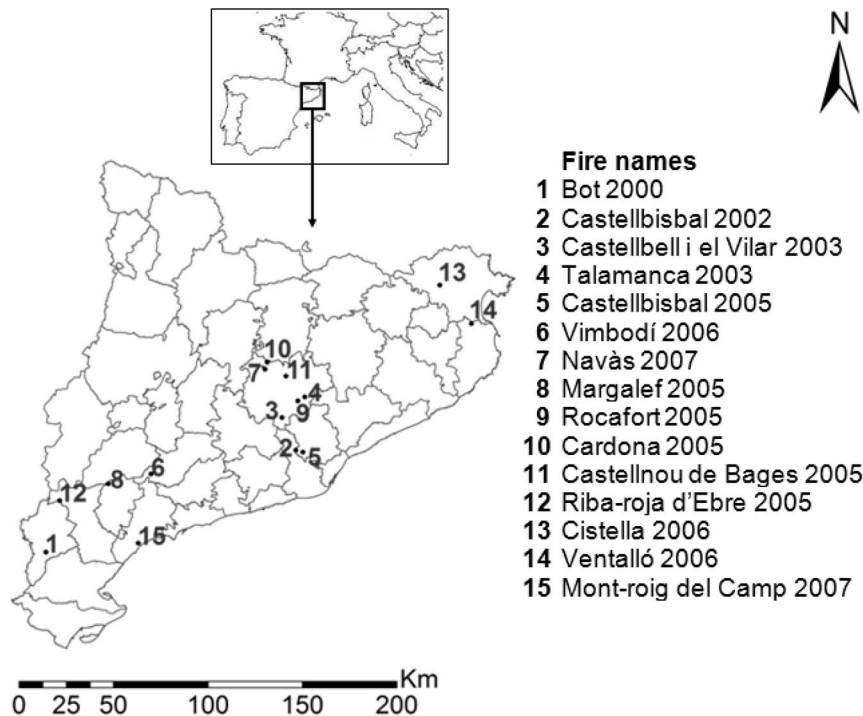 N
Fire names
1 Bot 2000
2 Castellbisbal 2002
3 Castellbell i el Vilar 2003
4 Talamanca 2003
5 Castellbisbal 2005
6 Vimbodí 2006
7 Navàs 2007
8 Margalef 2005
9 Rocafort 2005
10 Cardona 2005
11 Castellnou de Bages 2005
12 Riba-roja d'Ebre 2005
13 Cistella 2006
14 Ventalló 2006
15 Mont-roig del Camp 2007
13
14
10
7 11
4
3 9
2 5
6
8
12
15
1
Km
0 25 50 100 150 200